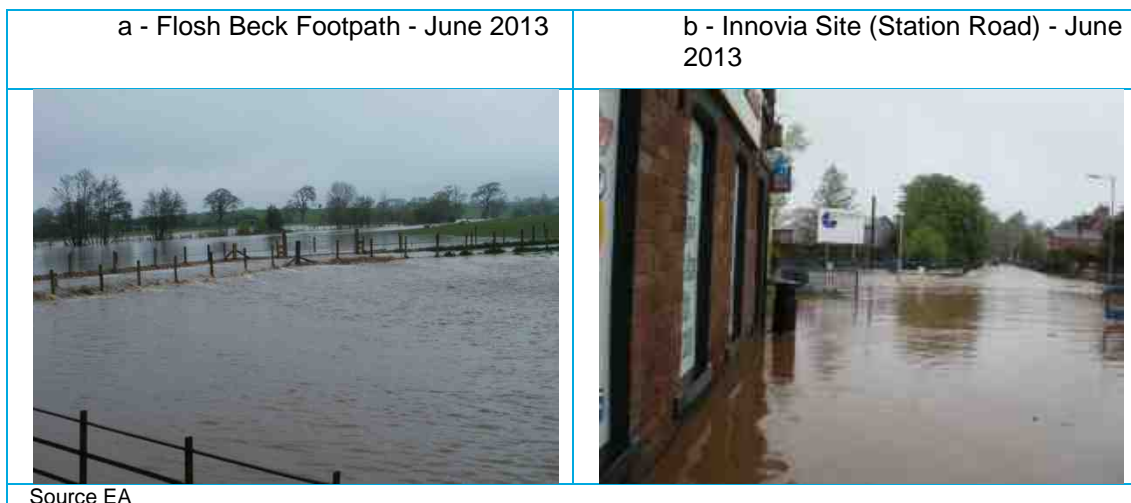 a - Flosh Beck Footpath - June 2013
b - Innovia Site (Station Road) - June
2013
Source EA